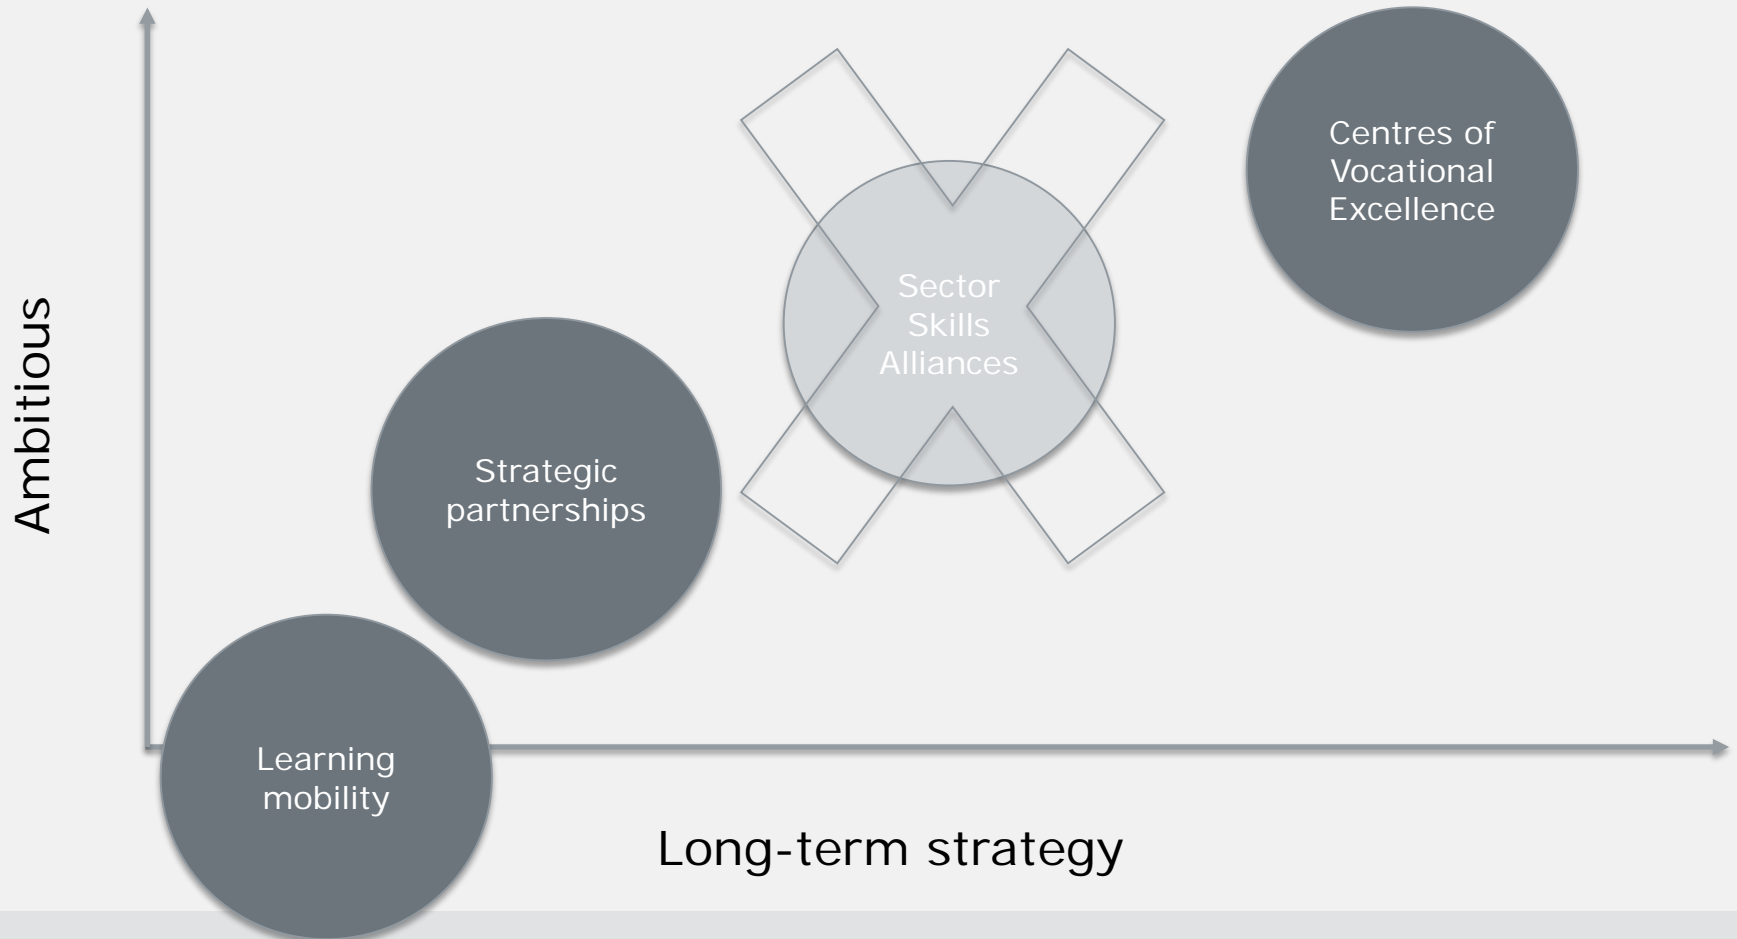 Ambitious
Centres of
Vocational
Excellence
Sector
Skills
Alliances
Strategic
partnerships
Learning
mobility
Long-term strategy